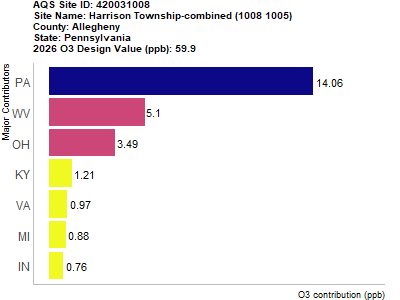 AQS Site ID: 420031008
Site Name: Harrison Township-combined (1008 1005)
County: Allegheny
State: Pennsylvania
2026 O3 Design Value (ppb): 59.9
Major Contributors
PA 14.06
WV 5.1
OH 3.49
KY 1.21
VA 0.97
MI 0.88
IN 0.76
O3 contribution (ppb)